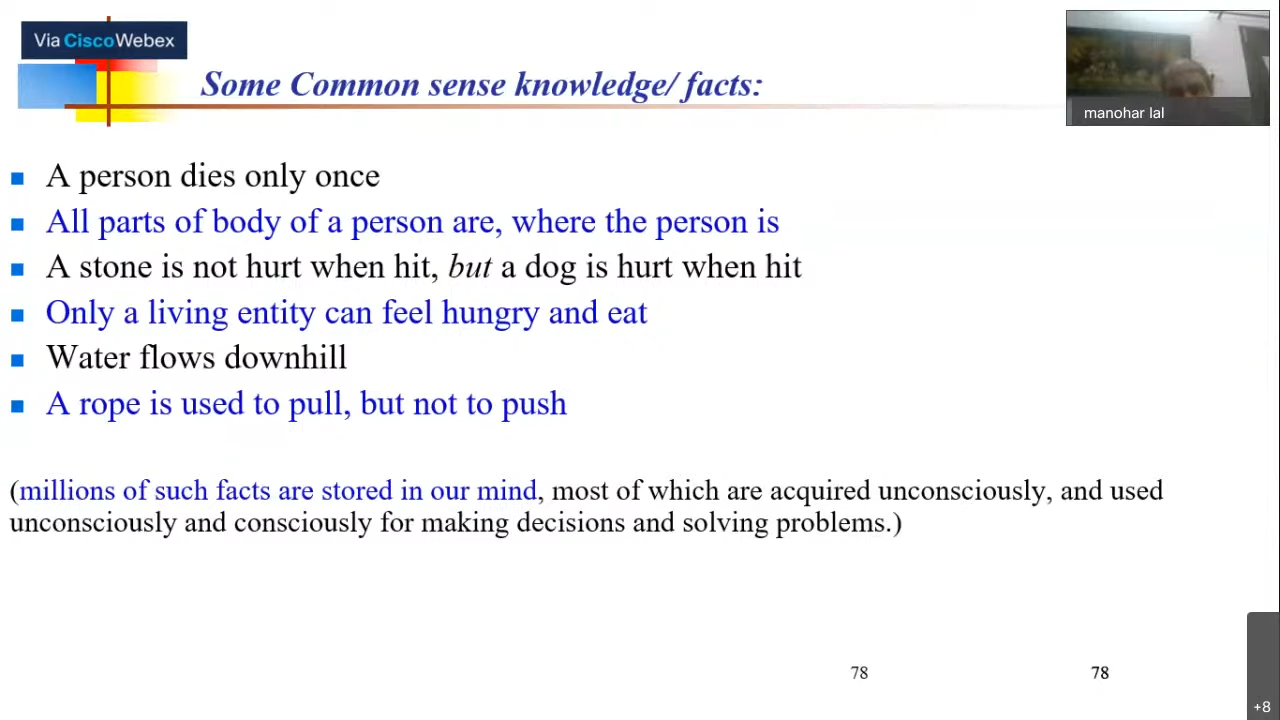 Via CiscoWebex
Some Common sense knowledge/ facts:
manohar lal
A person dies only once
All parts of body of a person are, where the person is
A stone is not hurt when hit, but a dog is hurt when hit
Only a living entity can feel hungry and eat
Water flows downhill
A rope is used to pull, but not to push
(millions of such facts are stored in our mind, most of which are acquired unconsciously, and used
unconsciously and consciously for making decisions and solving problems.)
78 78
+8